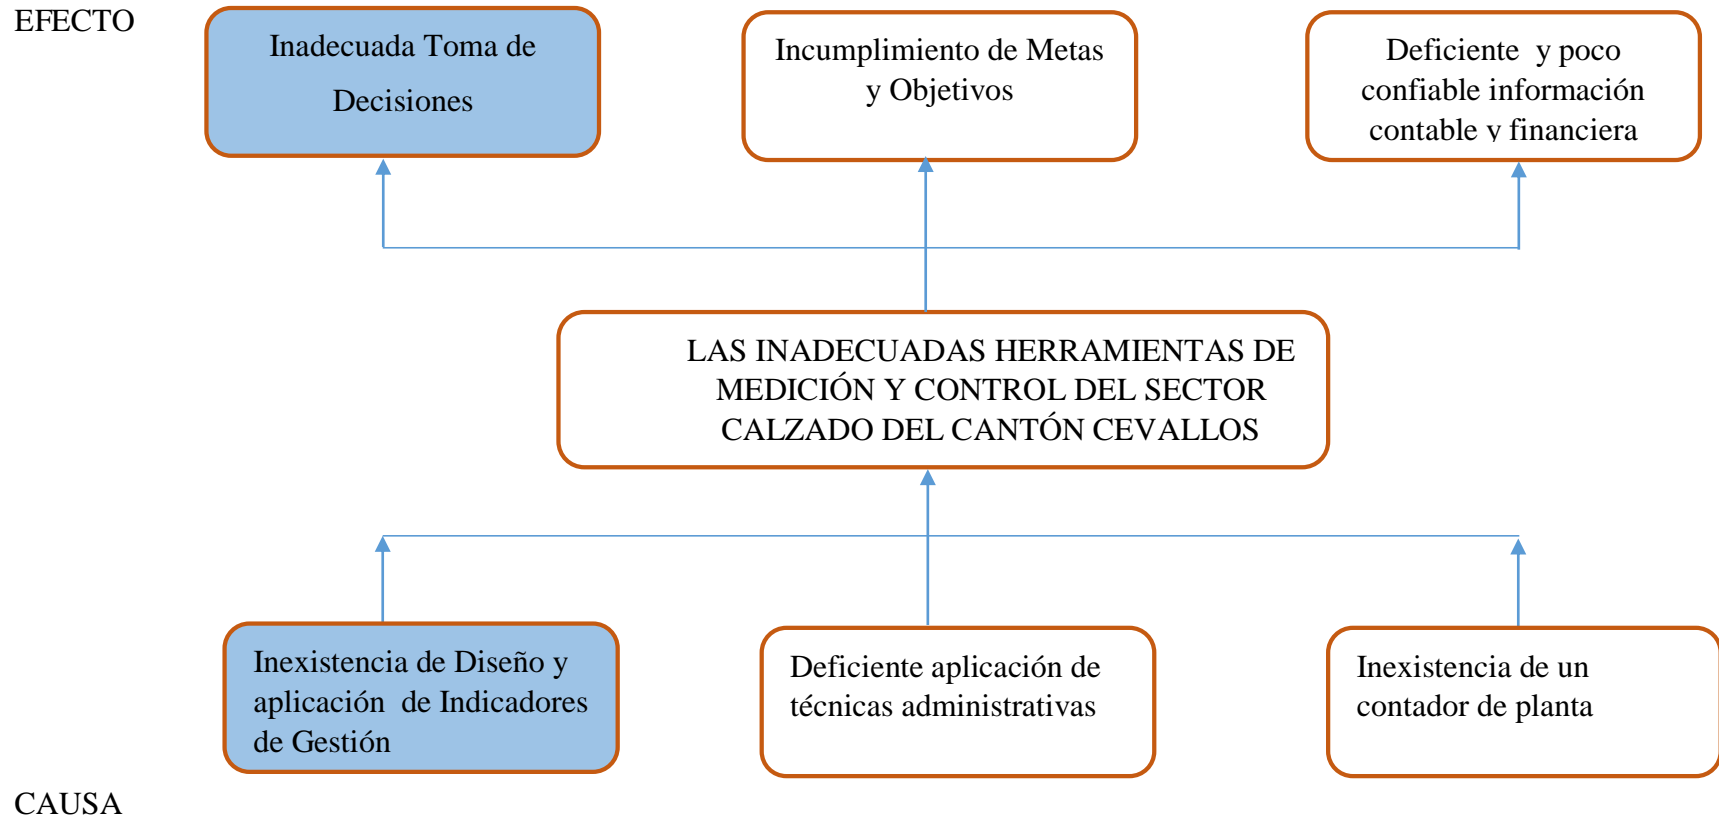 EFECTO
Inadecuada Toma de
Decisiones
Incumplimiento de Metas
y Objetivos
Deficiente y poco
confiable información
contable y financiera
LAS INADECUADAS HERRAMIENTAS DE
MEDICIÓN Y CONTROL DEL SECTOR
CALZADO DEL CANTÓN CEVALLOS
Inexistencia de Diseño y
aplicación de Indicadores
de Gestión
Deficiente aplicación de
técnicas administrativas
Inexistencia de un
contador de planta
CAUSA